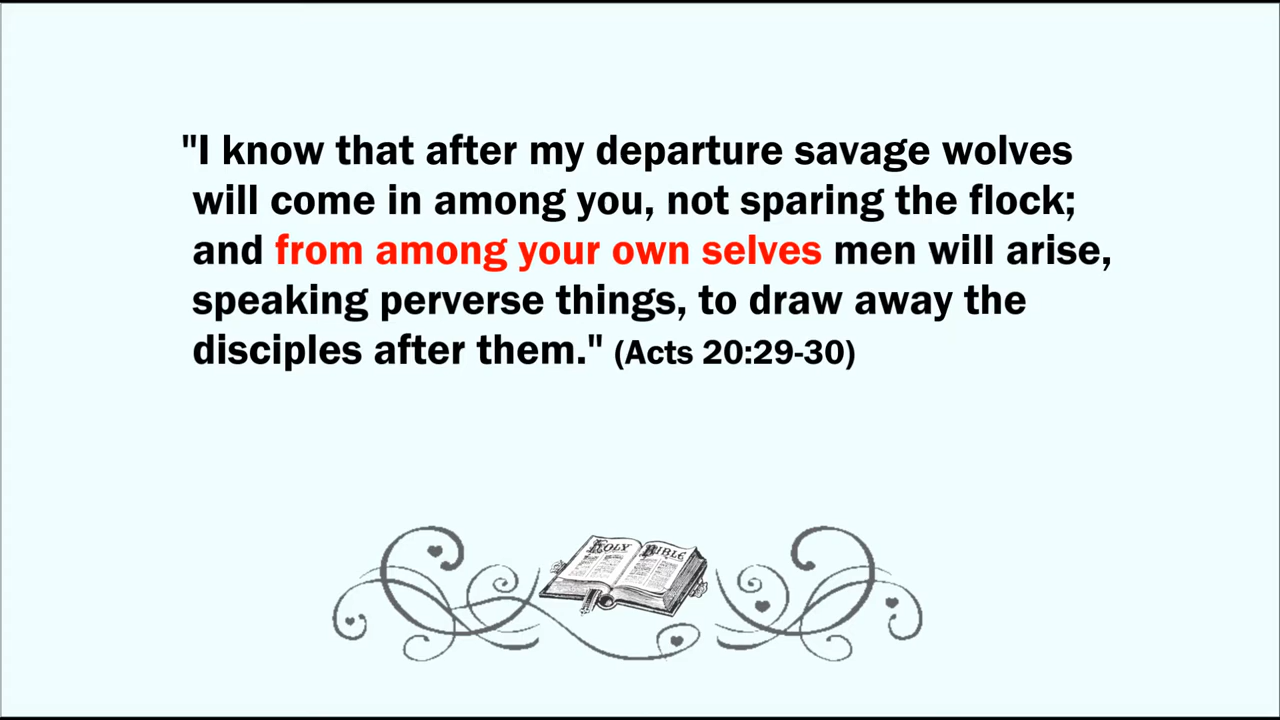 "I know that after my departure savage wolves
will come in among you, not sparing the flock;
and from among your own selves men will arise,
speaking perverse things, to draw away the
disciples after them." (Acts 20:29-30)
HOLY BIBLE